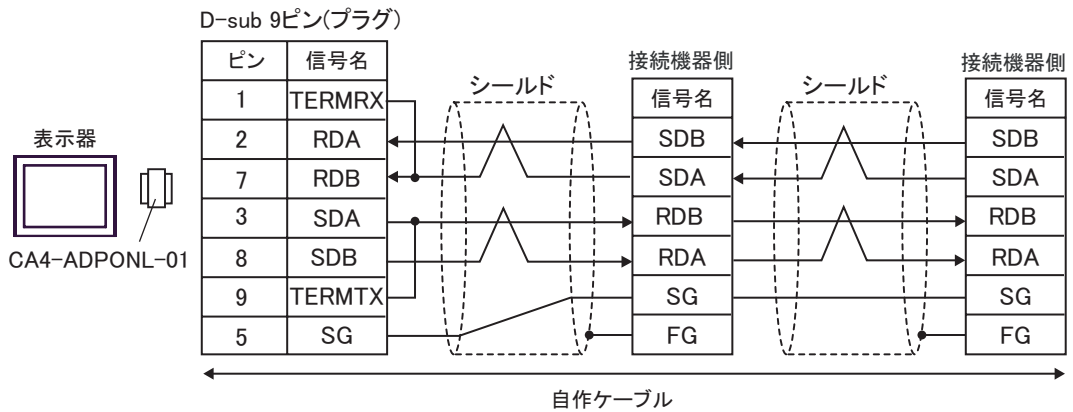 D-sub 9ピン(プラグ)
ピン 信号名
1 TERMRX
2 RDA
7 RDB
3 SDA
8 SDB
9 TERMTX
5 SG
表示器
CA4-ADPONL-01
シールド
接続機器側
信号名
SDB
SDA
RDB
RDA
SG
FG
シールド
接続機器側
信号名
SDB
SDA
RDB
RDA
SG
FG
自作ケーブル